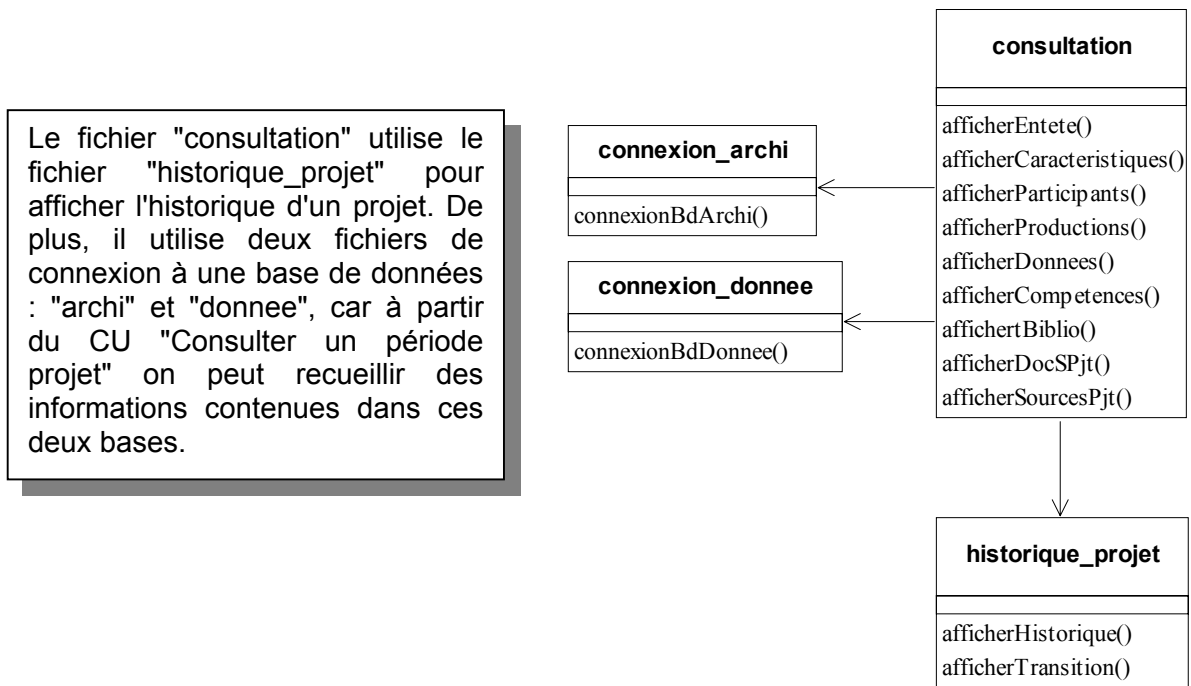 Le fichier "consultation" utilise le
fichier "historique_projet" pour
afficher l'historique d'un projet. De
plus, il utilise deux fichiers de
connexion à une base de données
: "archi" et "donnee", car à partir
du CU "Consulter un période
projet" on peut recueillir des
informations contenues dans ces
deux bases.
connexion_archi
connexionBdArchi()
connexion_donnee
connexionBdDonnee()
consultation
afficherEntete()
afficherCaracteristiques()
afficherParticipants()
afficherProductions()
afficherDonnees()
afficherCompetences()
affichertBiblio()
afficherDocSPjt()
afficherSourcesPjt()
historique_projet
afficherHistorique()
afficherTransition()